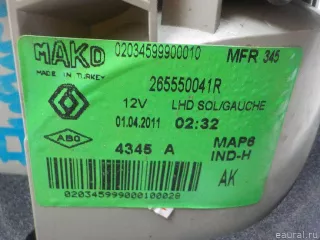 MAKO 02034599900010 MFR 345
MADE IN TURKEY
265550041R
12V LHD SOL/GAUCHE
01.04.2011 02:32
ABG
4345 A MAP6
IND-H
AK
020345999000100028
© eaural.ru